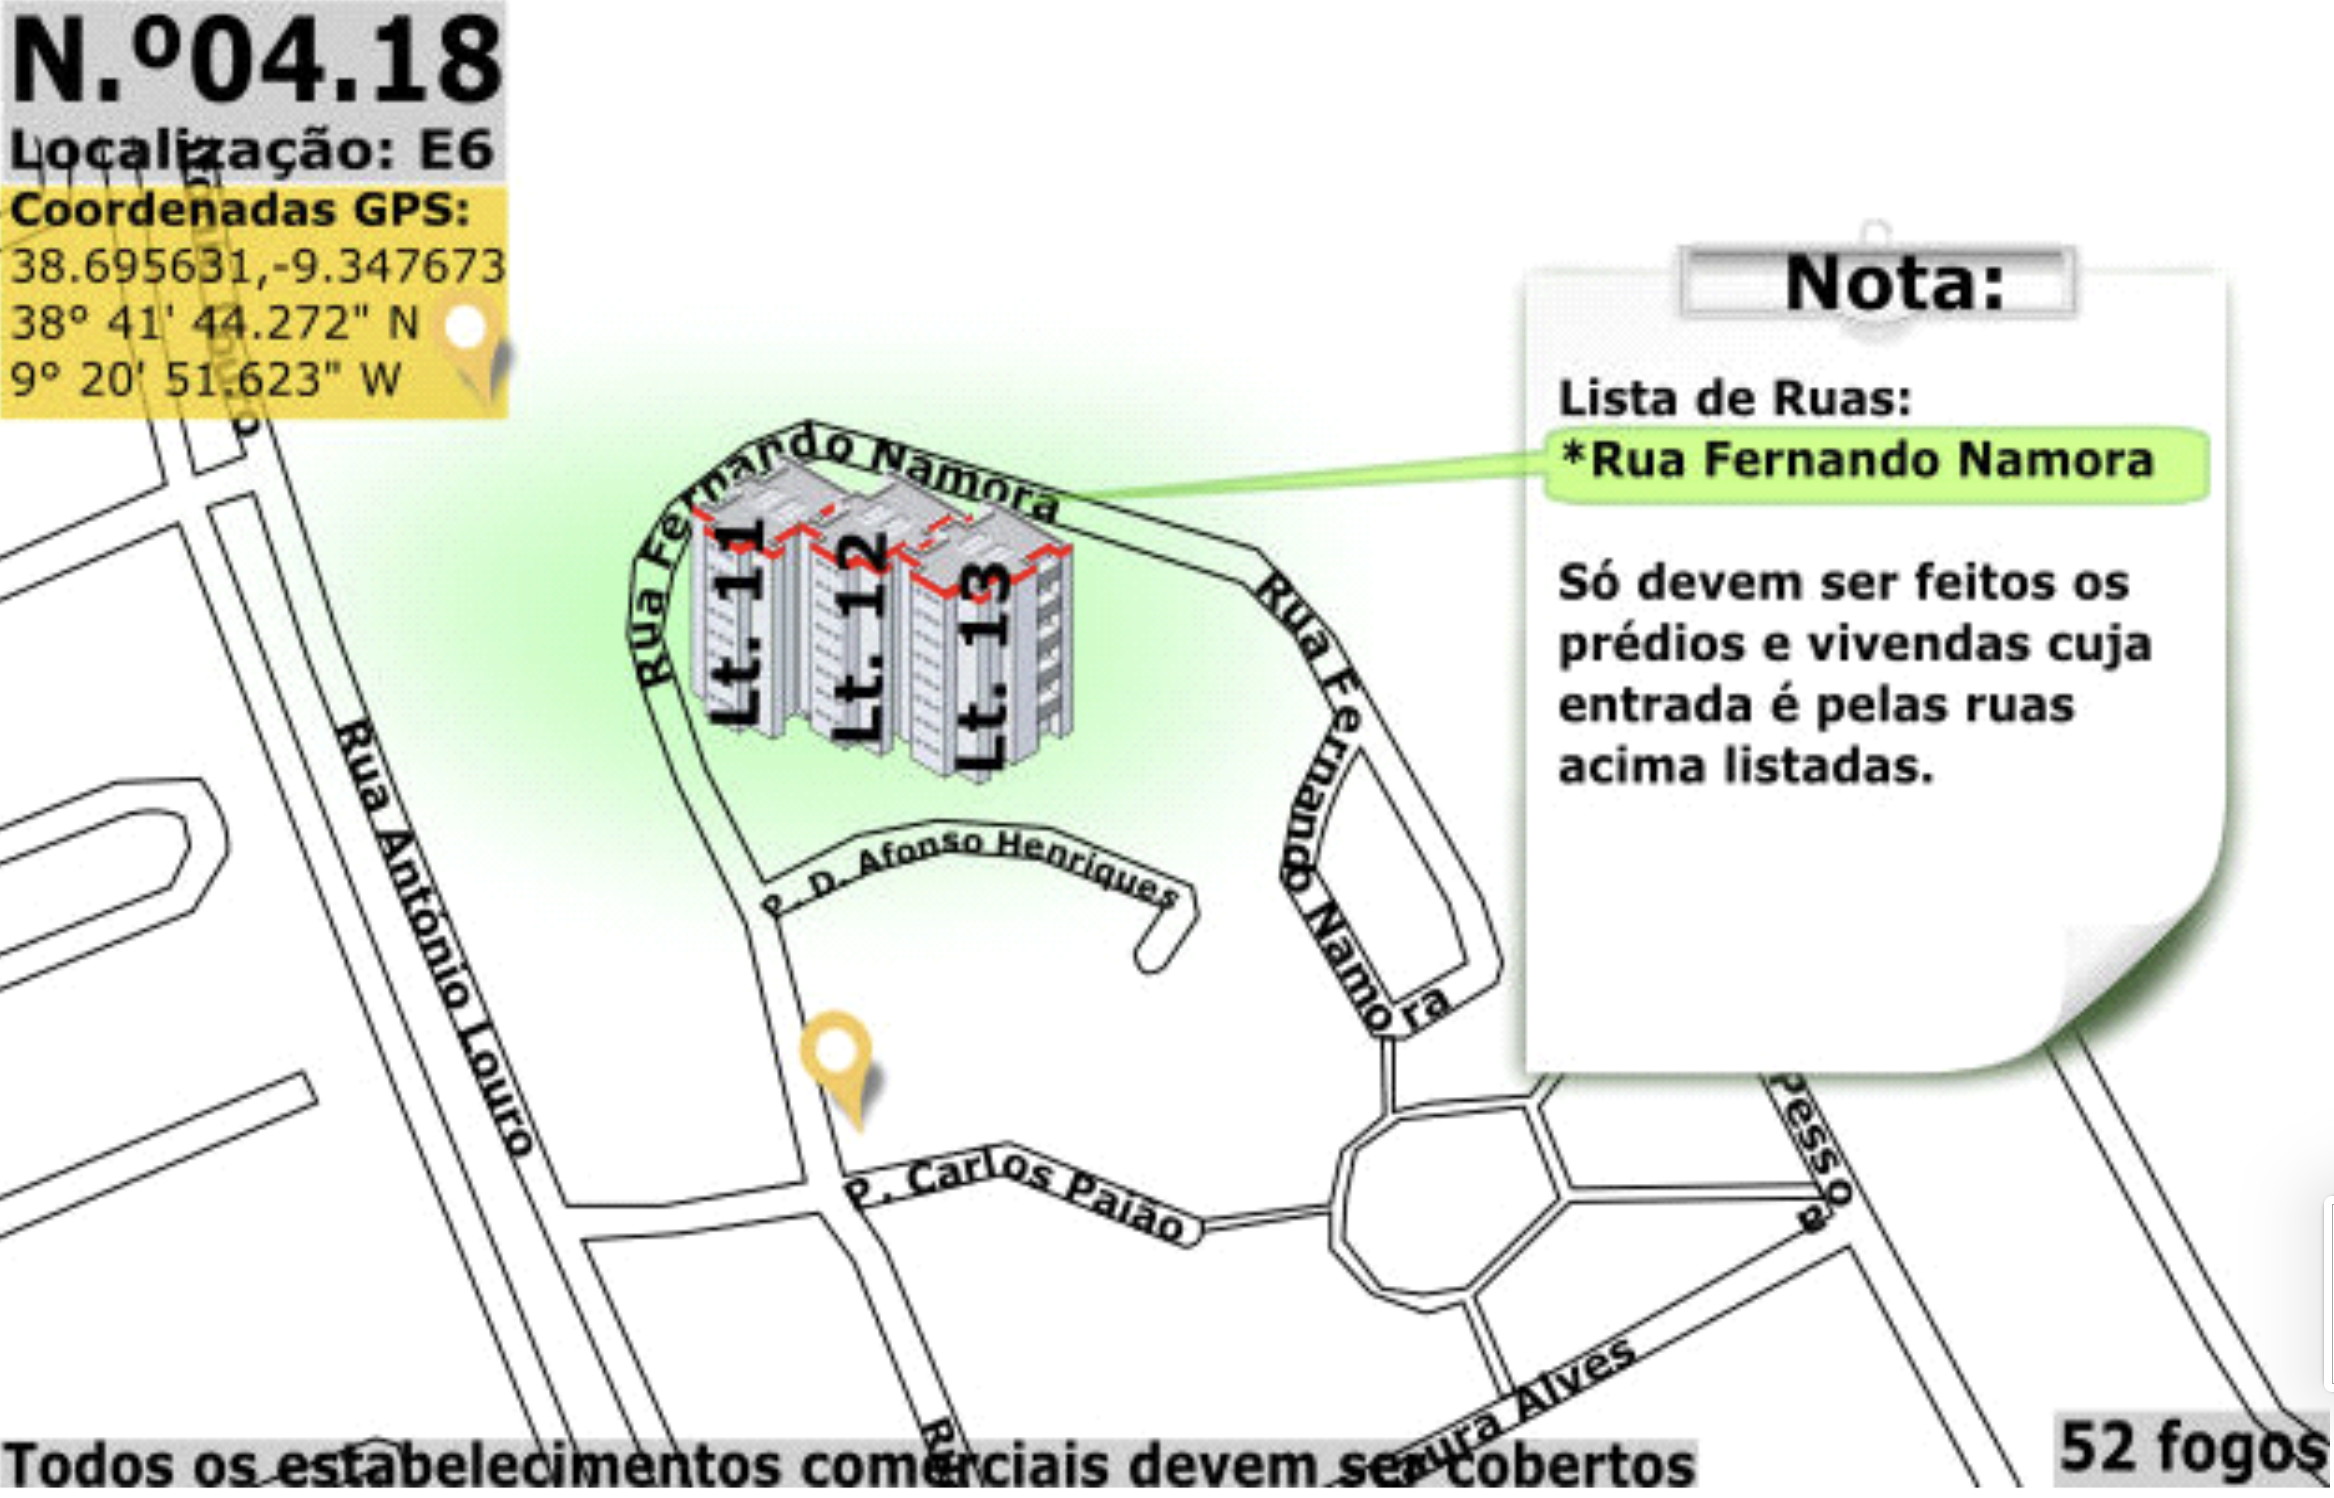 N.º04.18
Localização: E6
Coordenadas GPS:
38.695631,-9.347673
38° 41' 44.272" N
9° 20' 51.623" W
Nota:
Lista de Ruas:
*Rua Fernando Namora
Só devem ser feitos os
prédios e vivendas cuja
entrada é pelas ruas
acima listadas.
Rua Fernando Namora
Lt. 11
Lt. 12
Lt. 13
Rua Fernando Namora
Rua António Louro
P. D. Afonso Henriques
P. Carlos Paião
Pessoa
Alves
Todos os estabelecimentos comerciais devem ser cobertos
52 fogos